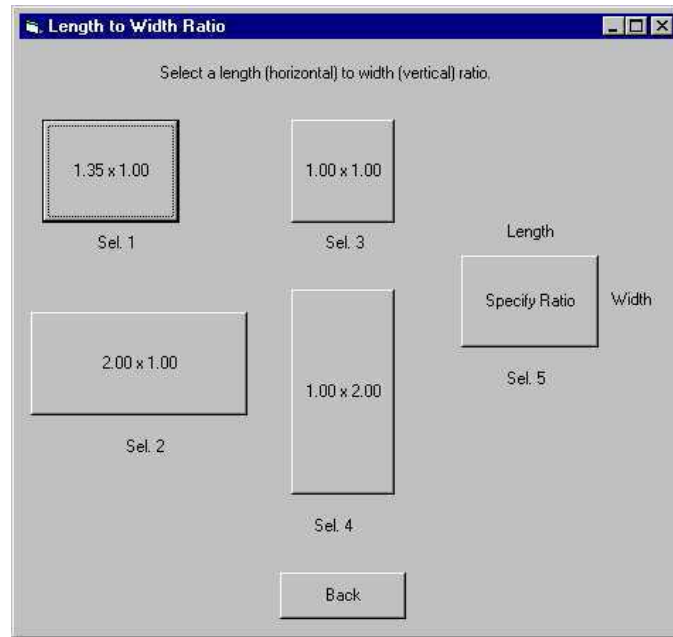 Length to Width Ratio
Select a length (horizontal) to width (vertical) ratio.
1.35 x 1.00
Sel. 1
1.00 x 1.00
Sel. 3
Length
Specify Ratio
Width
Sel. 5
2.00 x 1.00
Sel. 2
1.00 x 2.00
Sel. 4
Back